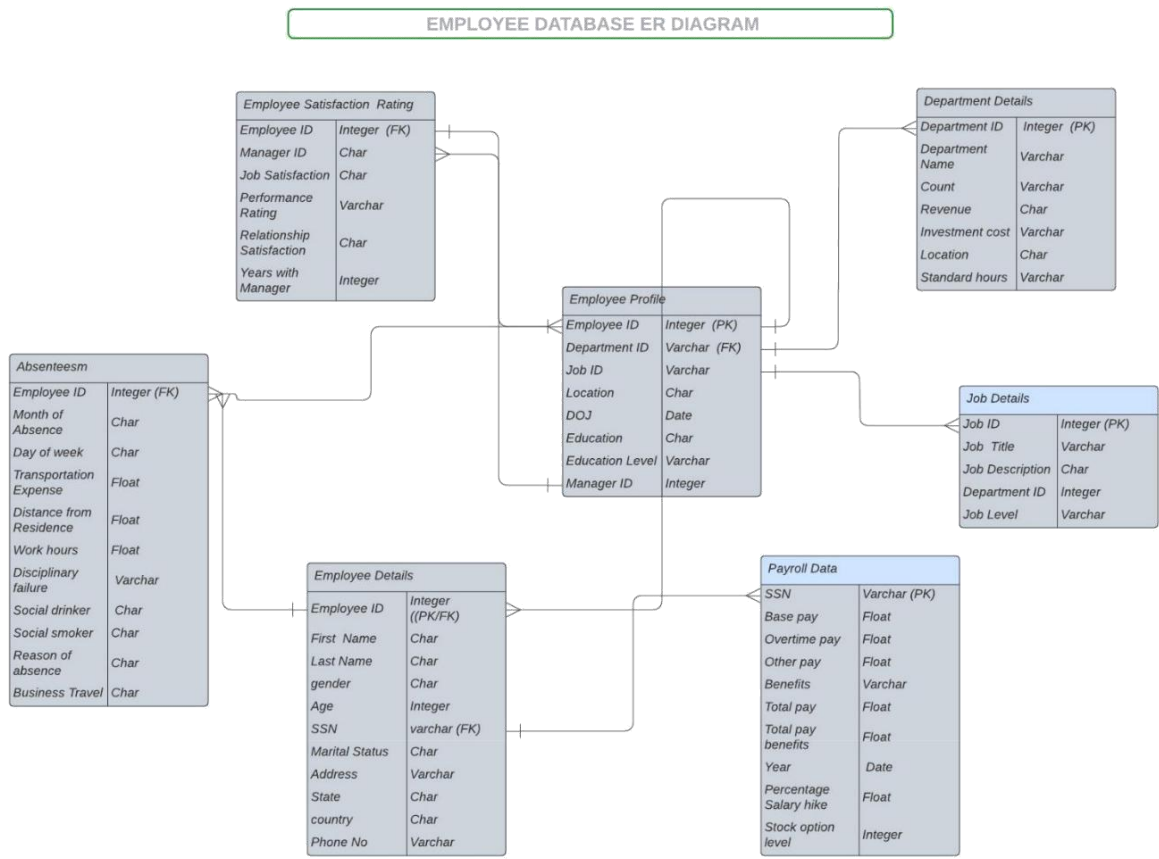 EMPLOYEE DATABASE ER DIAGRAM
Employee Satisfaction Rating
Employee ID Integer (FK)
Manager ID Char
Job Satisfaction Char
Performance
Rating Varchar
Relationship
Satisfaction Char
Years with
Manager Integer
Department Details
Department ID Integer (PK)
Department
Name Varchar
Count Varchar
Revenue Char
Investment cost Varchar
Location Char
Standard hours Varchar
Employee Profile
Employee ID Integer (PK)
Department ID Varchar (FK)
Job ID Varchar
Location Char
DOJ Date
Education Char
Education Level Varchar
Manager ID Integer
Absenteesm
Employee ID Integer (FK)
Month of
Absence Char
Day of week Char
Transportation
Expense Float
Distance from
Residence Float
Work hours Float
Disciplinary
failure Varchar
Social drinker Char
Social smoker Char
Reason of
absence Char
Business Travel Char
Job Details
Job ID Integer (PK)
Job Title Varchar
Job Description Char
Department ID Integer
Job Level Varchar
Employee Details
Employee ID Integer
((PK/FK)
First Name Char
Last Name Char
gender Char
Age Integer
SSN varchar (FK)
Marital Status Char
Address Varchar
State Char
country Char
Phone No Varchar
Payroll Data
SSN Varchar (PK)
Base pay Float
Overtime pay Float
Other pay Float
Benefits Varchar
Total pay Float
Total pay
benefits Float
Year Date
Percentage
Salary hike Float
Stock option
level Integer